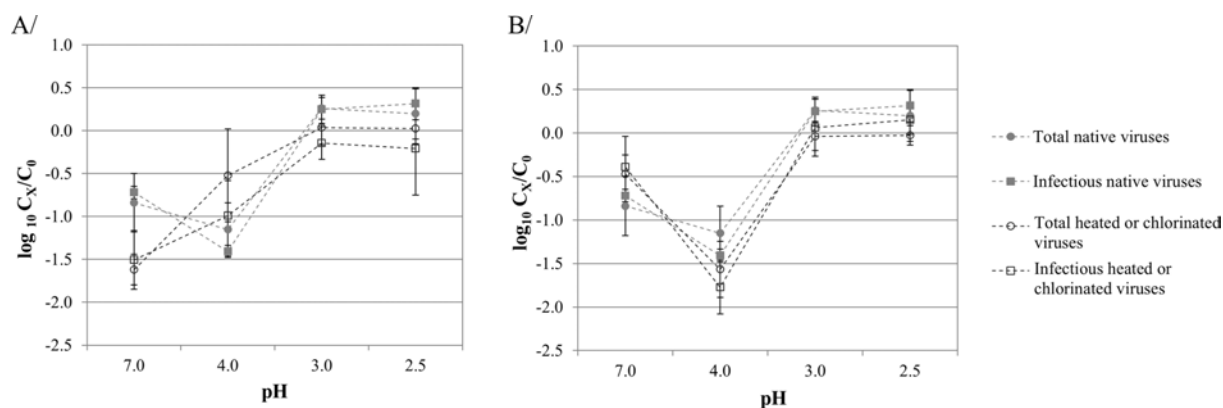 A/
1.0
0.5
0.0
-0.5
-1.0
-1.5
-2.0
-2.5
log 10 CX/C0
7.0 4.0 3.0 2.5
pH
B/
1.0
0.5
0.0
-0.5
-1.0
-1.5
-2.0
-2.5
log10 CX/C0
7.0 4.0 3.0 2.5
pH
Total native viruses
Infectious native viruses
Total heated or chlorinated
viruses
Infectious heated or
chlorinated viruses